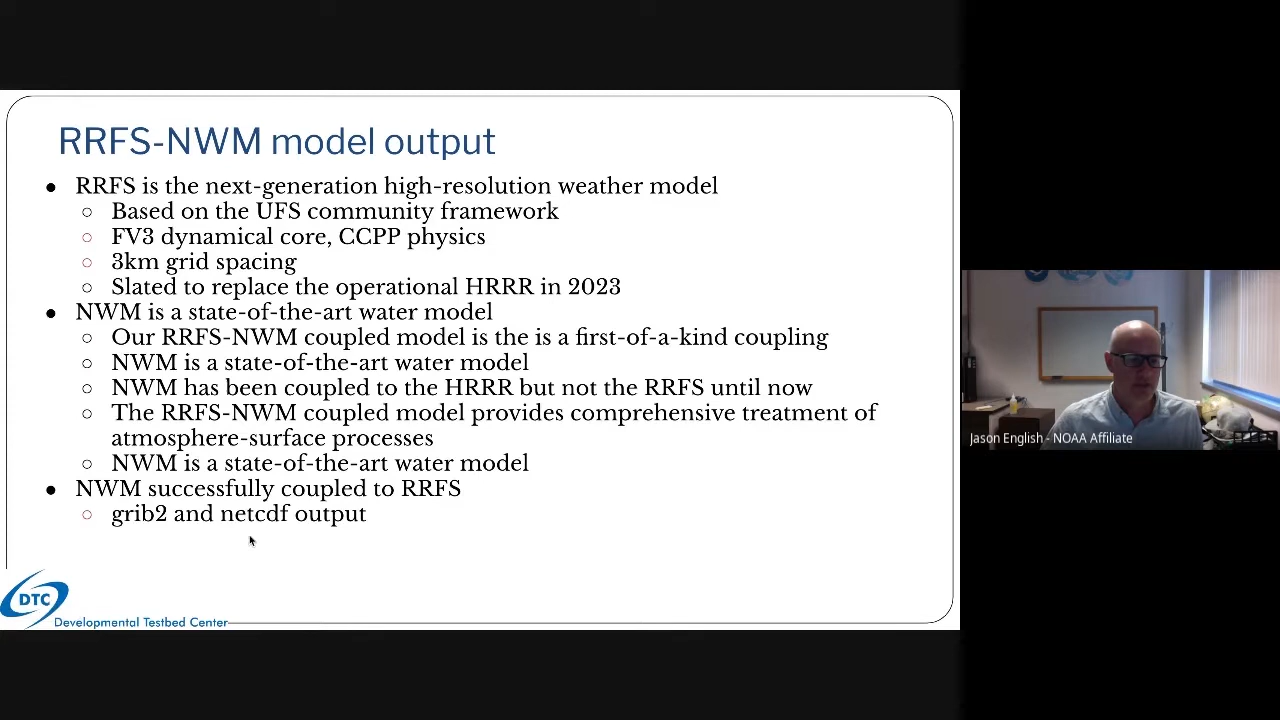 RRFS-NWM model output
● RRFS is the next-generation high-resolution weather model
○ Based on the UFS community framework
○ FV3 dynamical core, CCPP physics
○ 3km grid spacing
○ Slated to replace the operational HRRR in 2023
● NWM is a state-of-the-art water model
○ Our RRFS-NWM coupled model is the is a first-of-a-kind coupling
○ NWM is a state-of-the-art water model
○ NWM has been coupled to the HRRR but not the RRFS until now
○ The RRFS-NWM coupled model provides comprehensive treatment of
atmosphere-surface processes
○ NWM is a state-of-the-art water model
● NWM successfully coupled to RRFS
○ grib2 and netcdf output
DTC
Developmental Testbed Center
Jason English - NOAA Affiliate